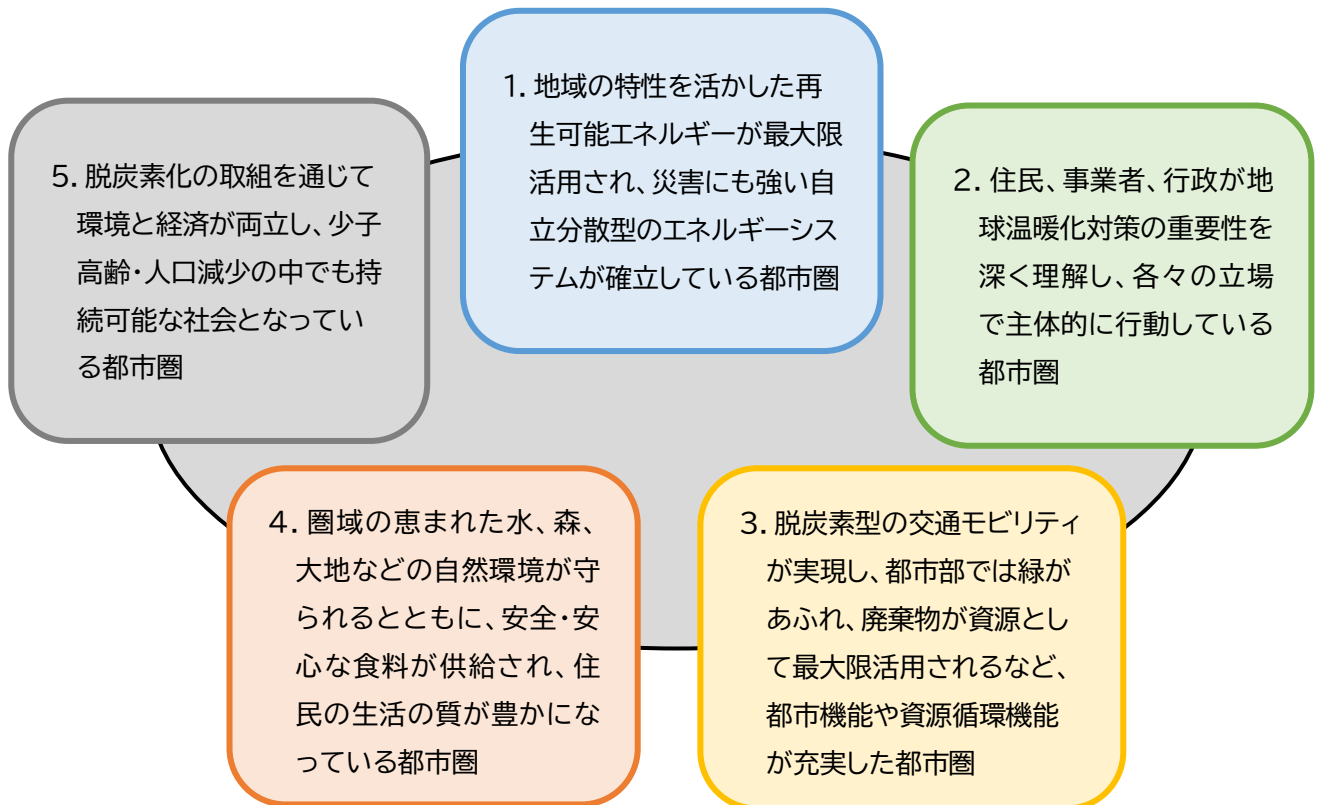 1. 地域の特性を活かした再
生可能エネルギーが最大限
活用され、災害にも強い自
立分散型のエネルギーシス
テムが確立している都市圏
2. 住民、事業者、行政が地
球温暖化対策の重要性を
深く理解し、各々の立場
で主体的に行動している
都市圏
3. 脱炭素型の交通モビリティ
が実現し、都市部では緑が
あふれ、廃棄物が資源とし
て最大限活用されるなど、
都市機能や資源循環機能
が充実した都市圏
4. 圏域の恵まれた水、森、
大地などの自然環境が守
られるとともに、安全・安
心な食料が供給され、住
民の生活の質が豊かにな
っている都市圏
5. 脱炭素化の取組を通じて
環境と経済が両立し、少子
高齢・人口減少の中でも持
続可能な社会となってい
る都市圏